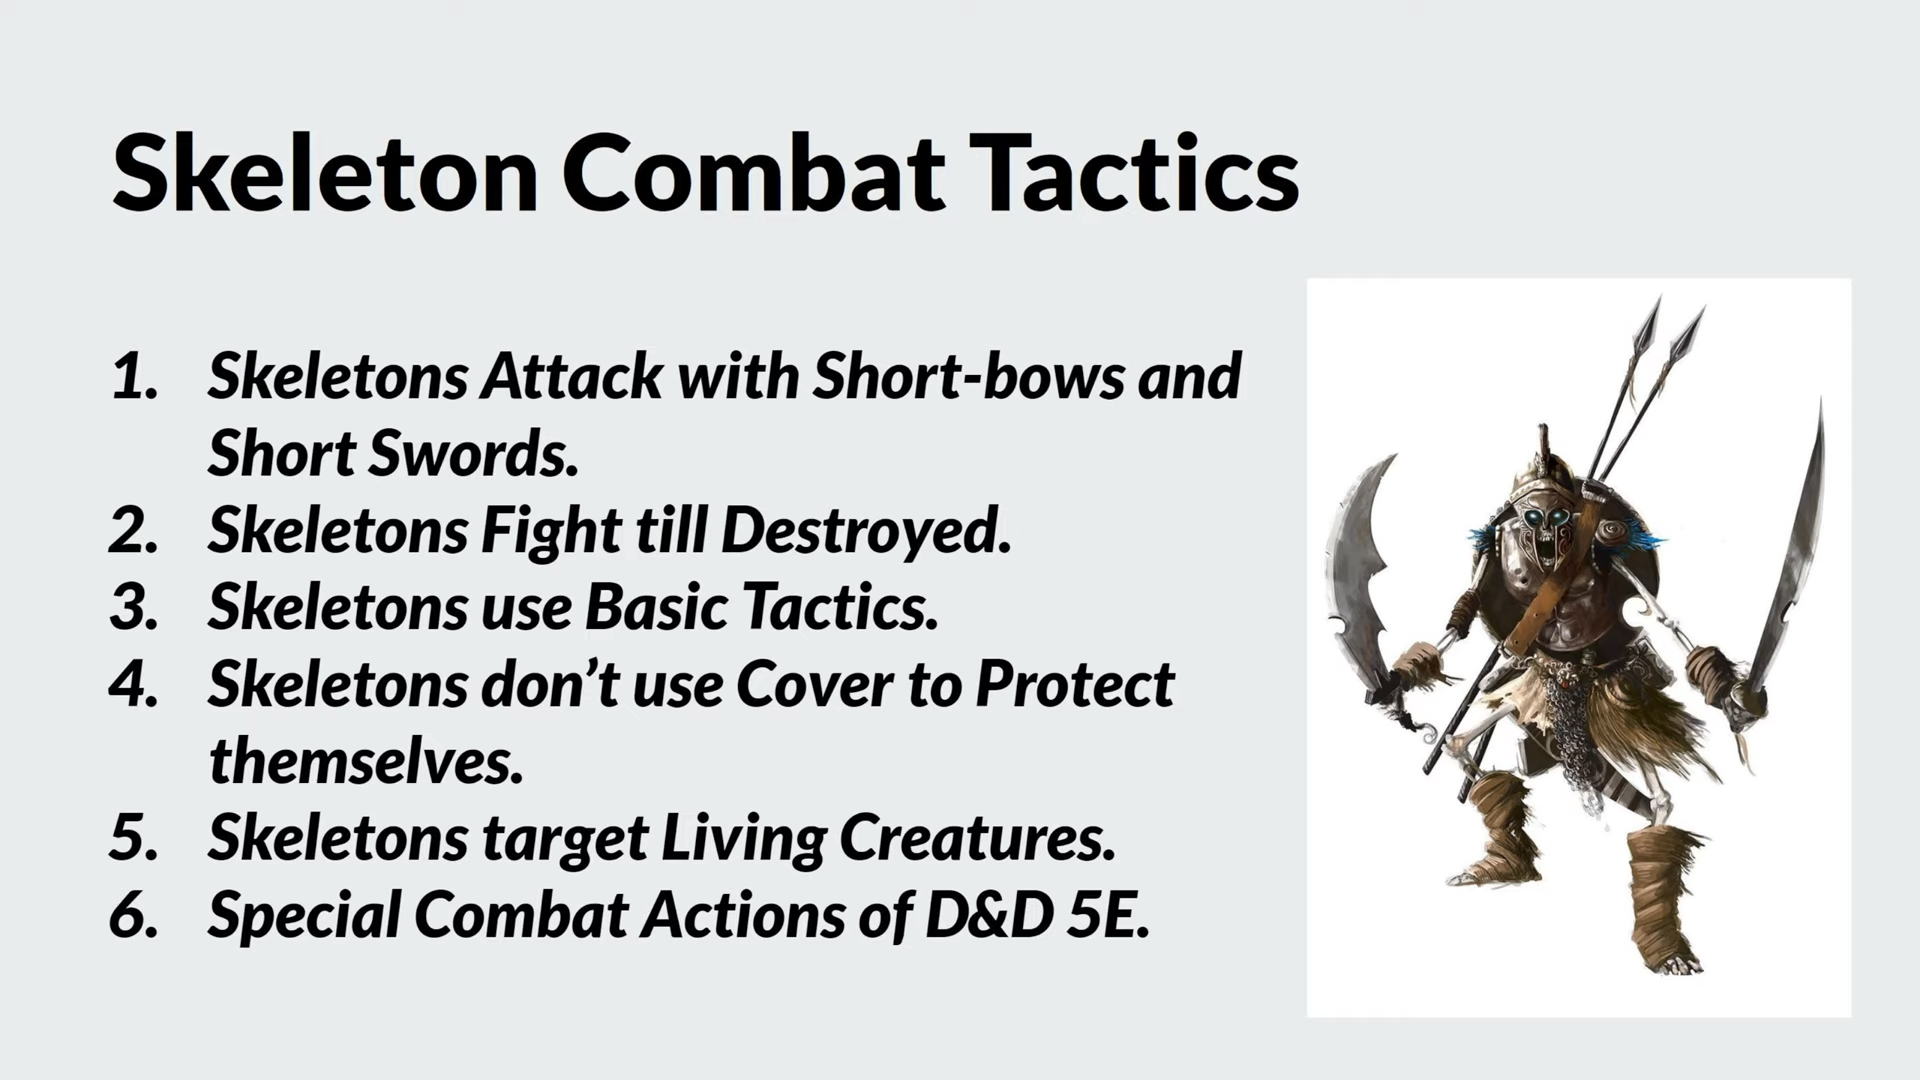 Skeleton Combat Tactics
1. Skeletons Attack with Short-bows and
Short Swords.
2. Skeletons Fight till Destroyed.
3. Skeletons use Basic Tactics.
4. Skeletons don’t use Cover to Protect
themselves.
5. Skeletons target Living Creatures.
6. Special Combat Actions of D&D 5E.